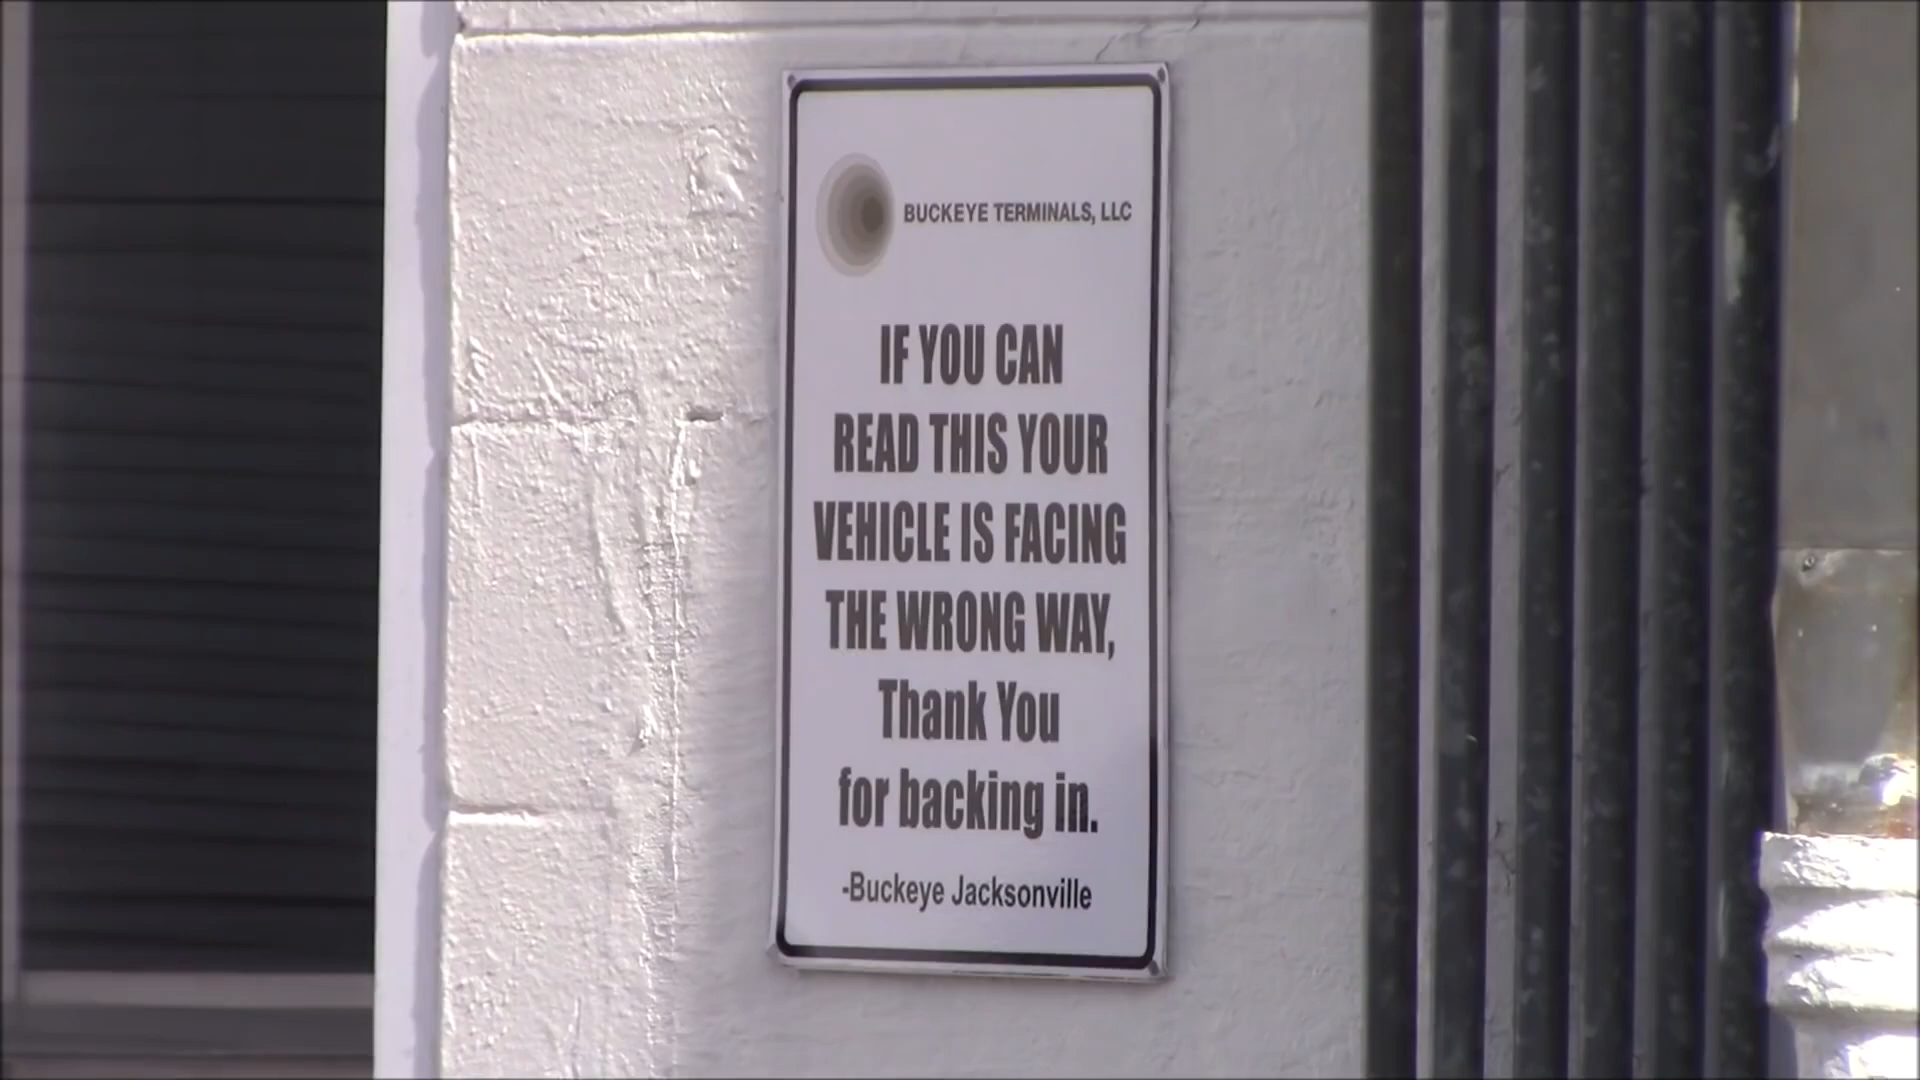 BUCKEYE TERMINALS, LLC
IF YOU CAN
READ THIS YOUR
VEHICLE IS FACING
THE WRONG WAY,
Thank You
for backing in.
-Buckeye Jacksonville